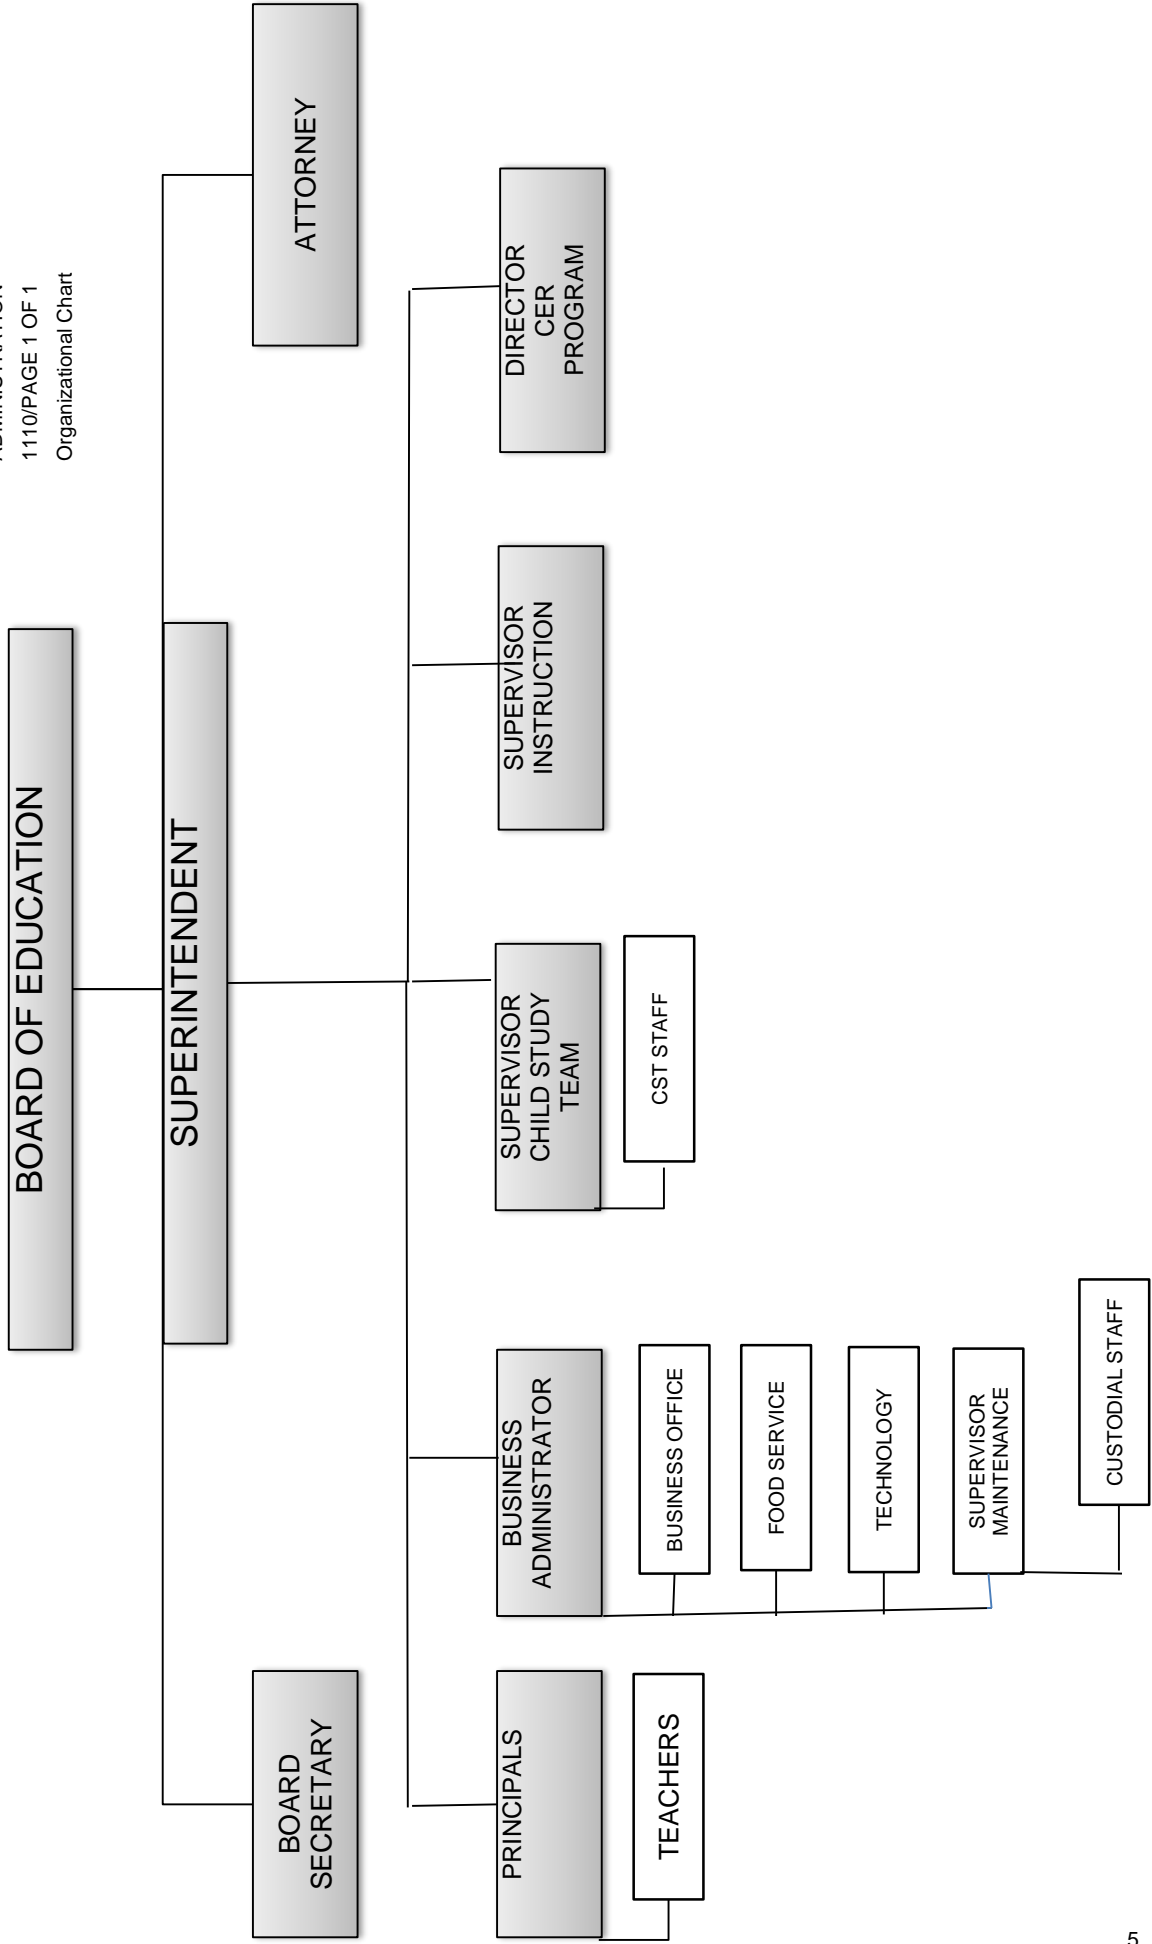 ADMINISTRATION
1110/PAGE 1 OF 1
Organizational Chart
BOARD OF EDUCATION
SUPERINTENDENT
BOARD
SECRETARY
ATTORNEY
PRINCIPALS
BUSINESS
ADMINISTRATOR
SUPERVISOR
CHILD STUDY
TEAM
SUPERVISOR
INSTRUCTION
DIRECTOR
CER
PROGRAM
TEACHERS
BUSINESS OFFICE
FOOD SERVICE
TECHNOLOGY
SUPERVISOR
MAINTENANCE
CUSTODIAL STAFF
CST STAFF
5